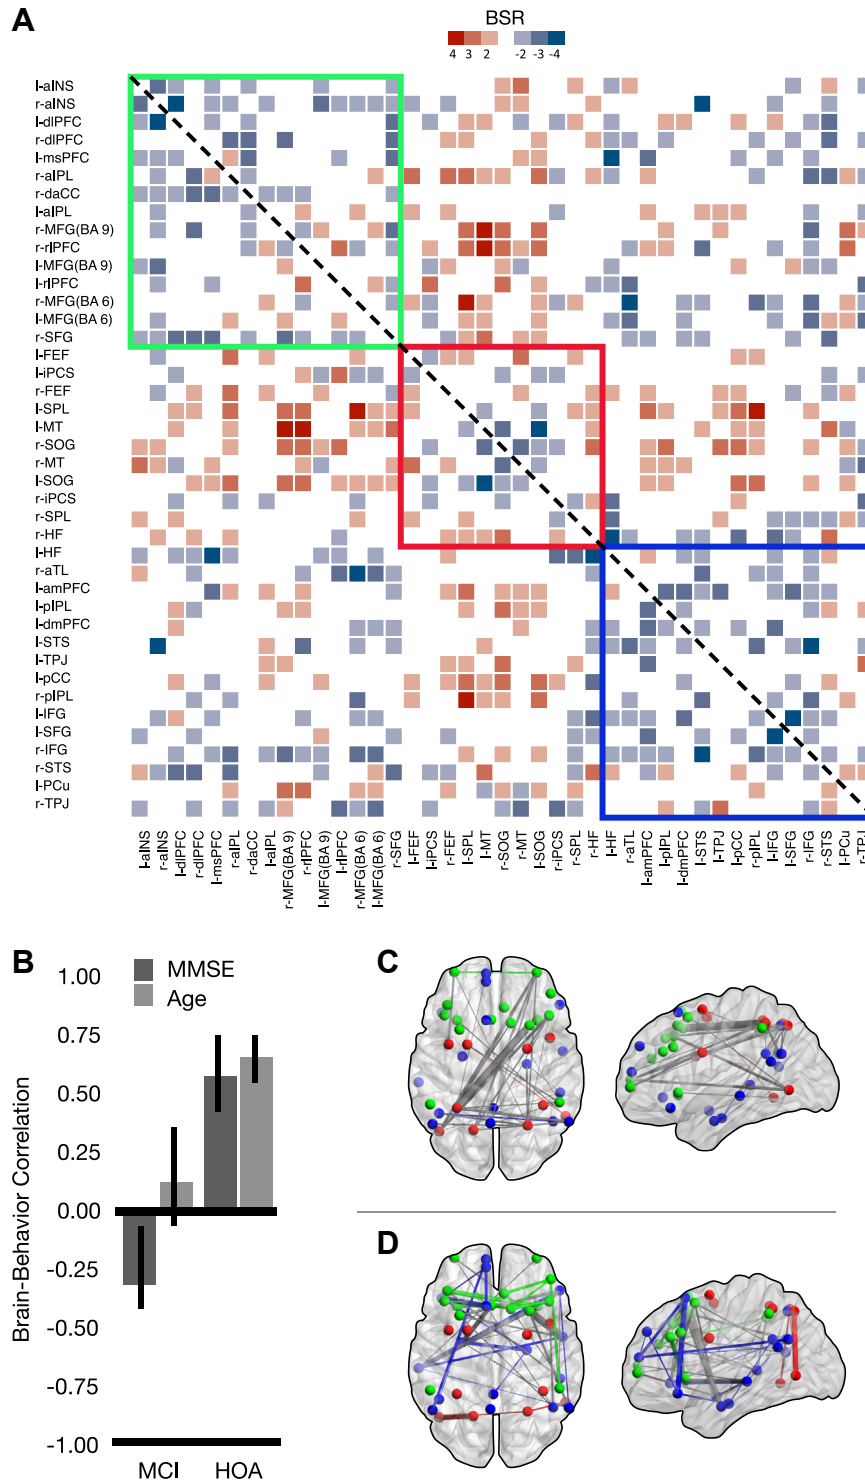 A
BSR
4 3 2 -2 -3 -4
l-aINS
r-aINS
l-dlPFC
r-dlPFC
l-msPFC
r-aIPL
r-daCC
l-aIPL
r-MFG(BA 9)
r-rlPFC
l-MFG(BA 9)
l-rlPFC
r-MFG(BA 6)
l-MFG(BA 6)
r-SFG
l-FEF
l-iPCS
r-FEF
l-SPL
l-MT
r-SOG
r-MT
l-SOG
r-iPCS
r-SPL
r-HF
l-HF
r-aTL
l-amPFC
l-pIPL
l-dmPFC
l-STS
l-TPJ
l-pCC
r-pIPL
l-IFG
l-SFG
r-IFG
r-STS
l-PCu
r-TPJ
l-aINS
r-aINS
l-dlPFC
r-dlPFC
l-msPFC
r-aIPL
r-daCC
l-aIPL
r-MFG(BA 9)
r-rlPFC
l-MFG(BA 9)
l-rlPFC
r-MFG(BA 6)
l-MFG(BA 6)
r-SFG
l-FEF
l-iPCS
r-FEF
l-SPL
l-MT
r-SOG
r-MT
l-SOG
r-iPCS
r-SPL
r-HF
l-HF
r-aTL
l-amPFC
l-pIPL
l-dmPFC
l-STS
l-TPJ
l-pCC
r-pIPL
l-IFG
l-SFG
r-IFG
r-STS
l-PCu
r-TPJ
B
MMSE
Age
Brain-Behavior Correlation
1.00
0.75
0.50
0.25
0.00
-0.25
-0.50
-0.75
-1.00
MCI HOA
C
D